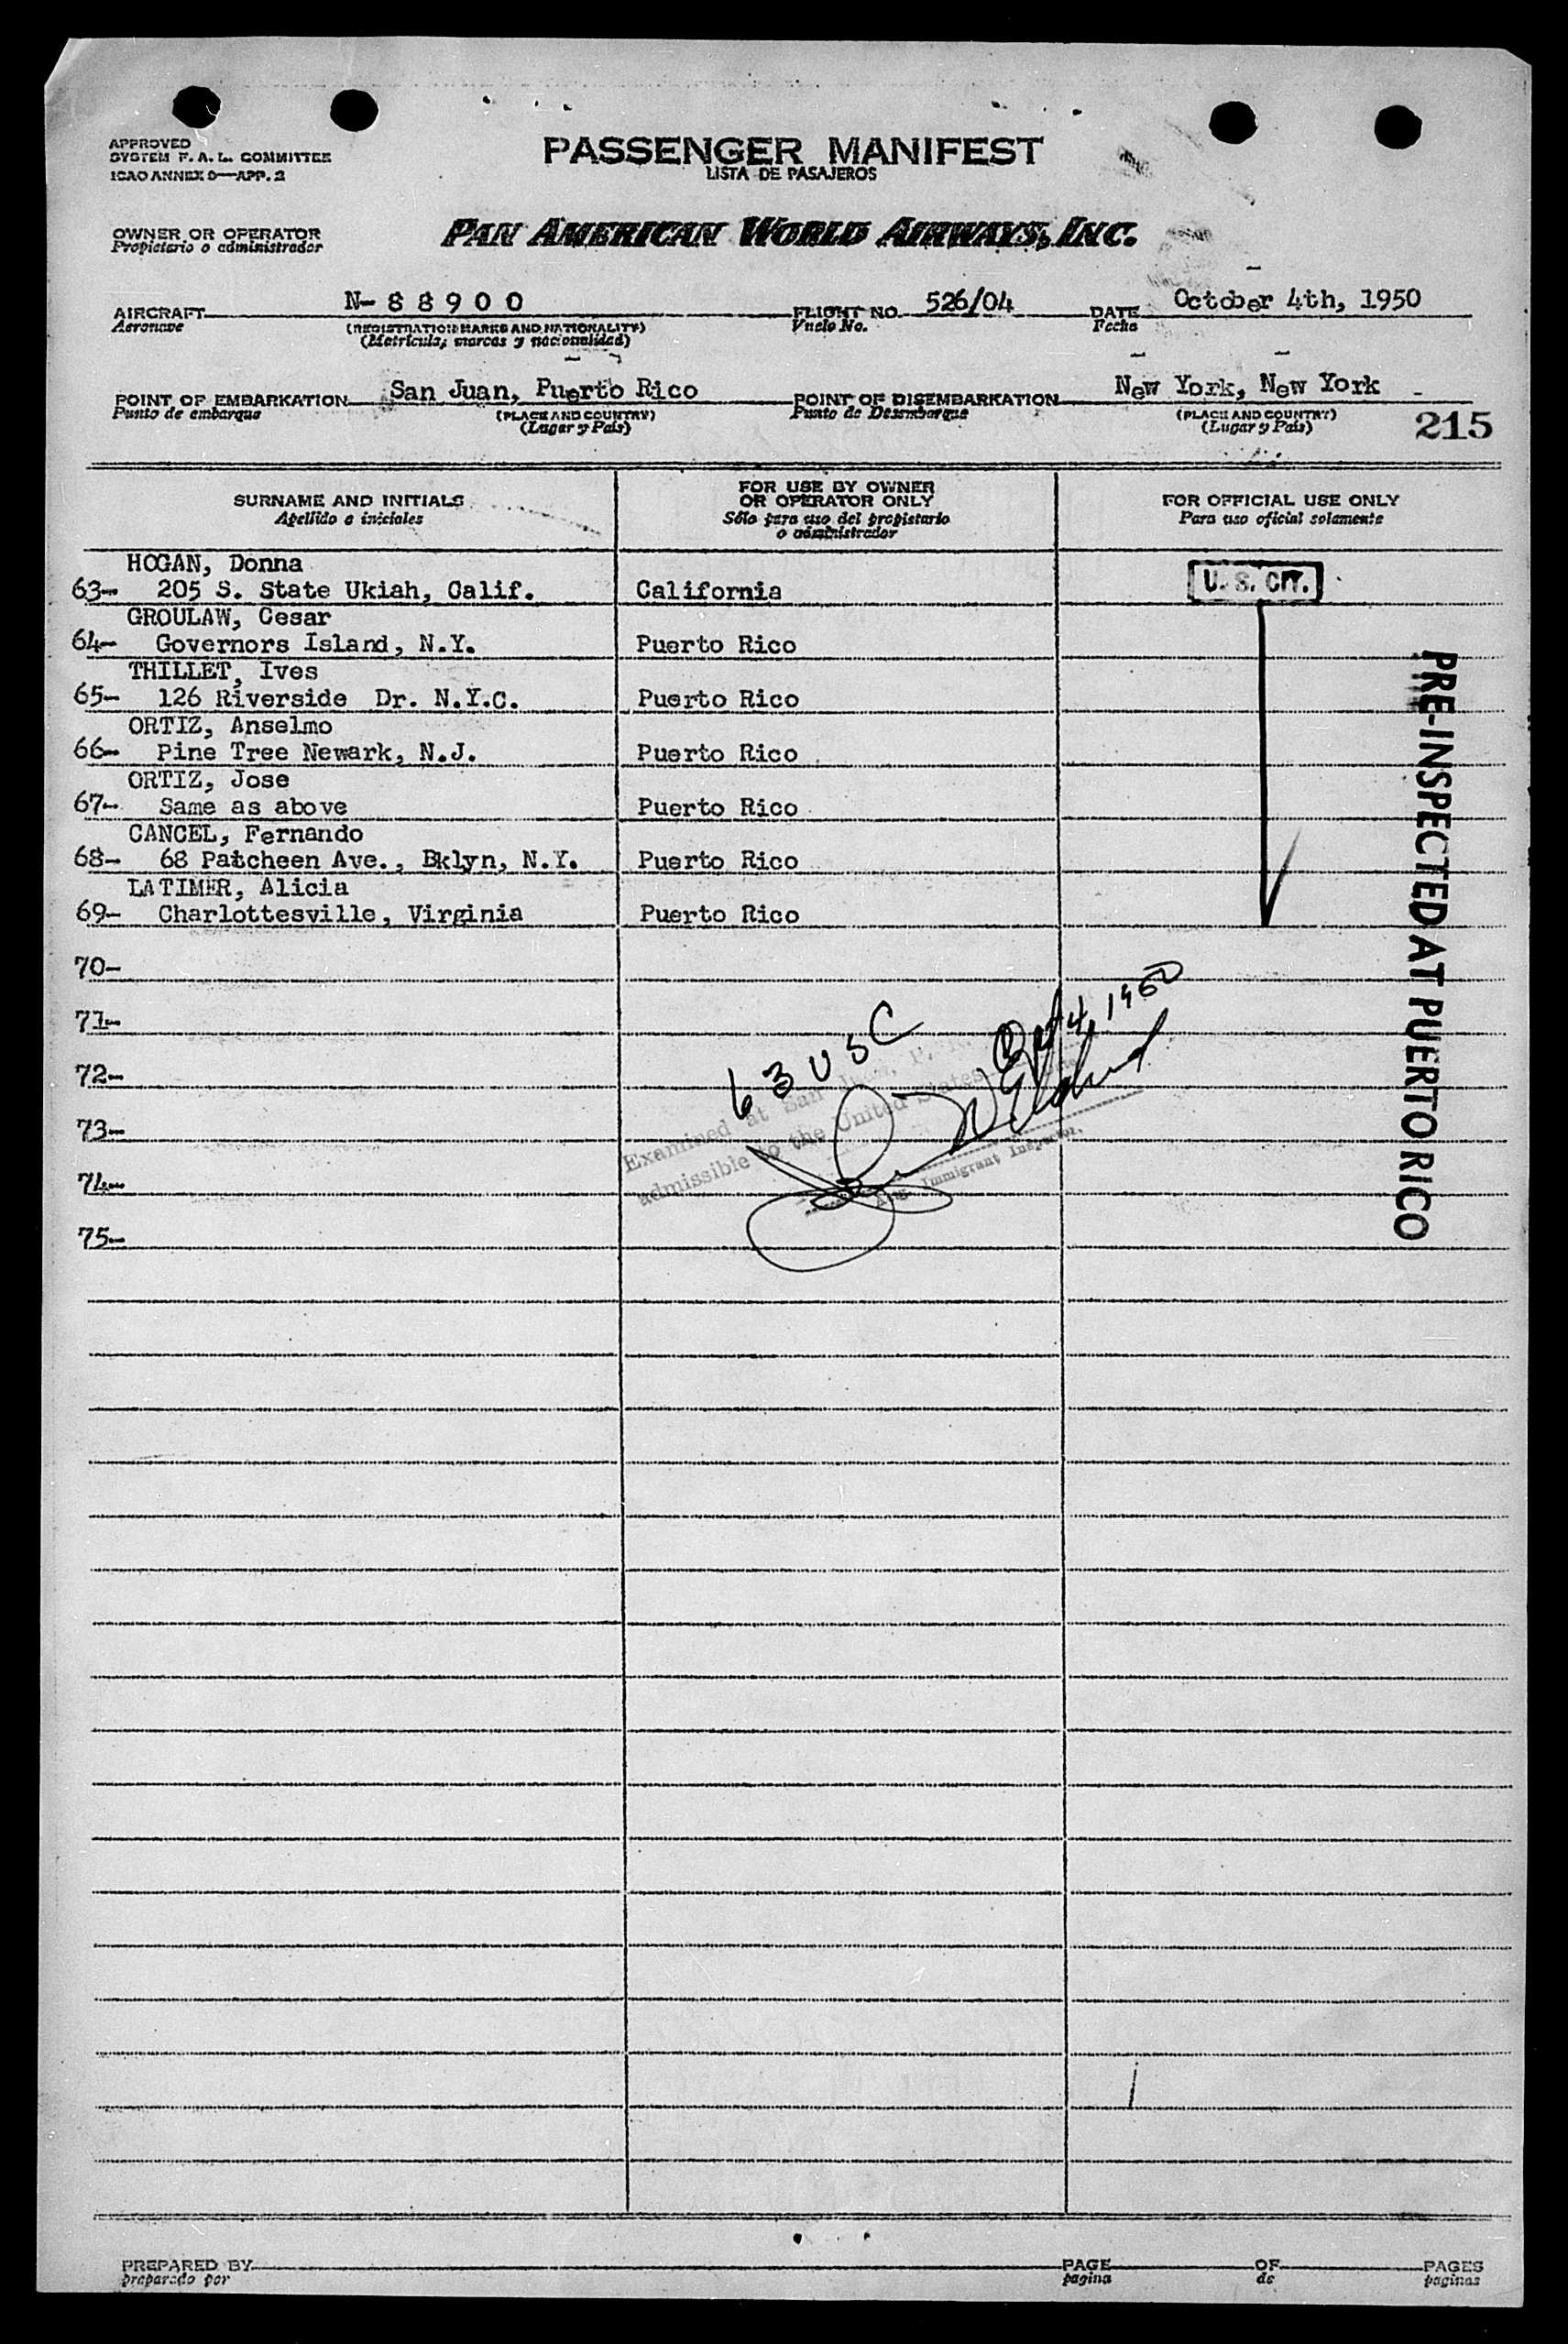 APPROVED
SYSTEM F. A. L. COMMITTEE
ICAO ANNEX 9—APP. 2
PASSENGER MANIFEST
LISTA DE PASAJEROS
OWNER OR OPERATOR
Propietario o administrador
PAN AMERICAN WORLD AIRWAYS, INC.
AIRCRAFT N- 8 8 9 0 0 FLIGHT NO. 526/04 DATE October 4th, 1950
Aeronave (REGISTRATION MARKS AND NATIONALITY) Vuelo No. Fecha
(Matricula, marcas y nacionalidad)
POINT OF EMBARKATION San Juan, Puerto Rico POINT OF DISEMBARKATION New York, New York
Punto de embarque (PLACE AND COUNTRY) Punto de Desembarque (PLACE AND COUNTRY)
(Lugar y País) (Lugar y País)
215
SURNAME AND INITIALS
Apellido e iniciales
FOR USE BY OWNER
OR OPERATOR ONLY
Sólo para uso del propietario
o administrador
FOR OFFICIAL USE ONLY
Para uso oficial solamente
HOGAN, Donna
63- 205 S. State Ukiah, Calif. California
U. S. CIT.
GROULAW, Cesar
64- Governors Island, N.Y. Puerto Rico
THILLET, Ives
65- 126 Riverside Dr. N.Y.C. Puerto Rico
ORTIZ, Anselmo
66- Pine Tree Newark, N.J. Puerto Rico
ORTIZ, Jose
67- Same as above Puerto Rico
CANCEL, Fernando
68- 68 Patcheen Ave., Bklyn, N.Y. Puerto Rico
LATIMER, Alicia
69- Charlottesville, Virginia Puerto Rico
PRE-INSPECTED AT PUERTO RICO
70-
71-
72-
73-
74-
75-
63 USC
Oct 4, 1950
Examined at San Juan, P. R.
admissible to the United States
Immigrant Inspector.
PREPARED BY PAGE OF PAGES
preparado por pagina de paginas